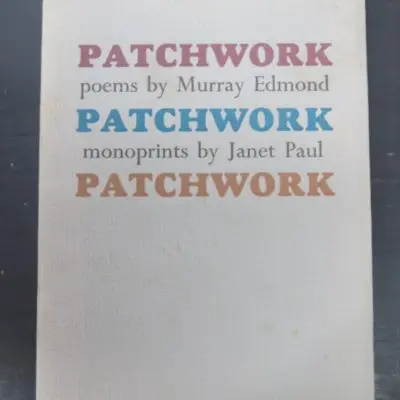 PATCHWORK
poems by Murray Edmond
PATCHWORK
monoprints by Janet Paul
PATCHWORK